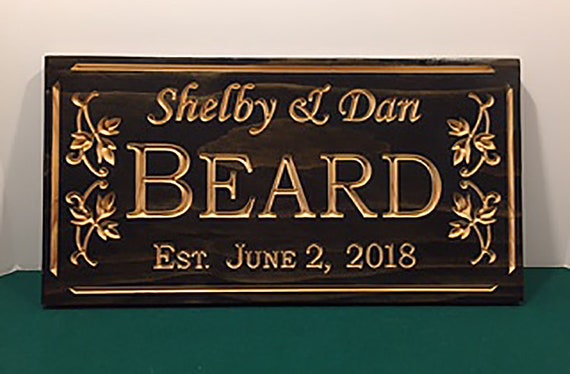 Shelby & Dan
BEARD
EST. JUNE 2, 2018